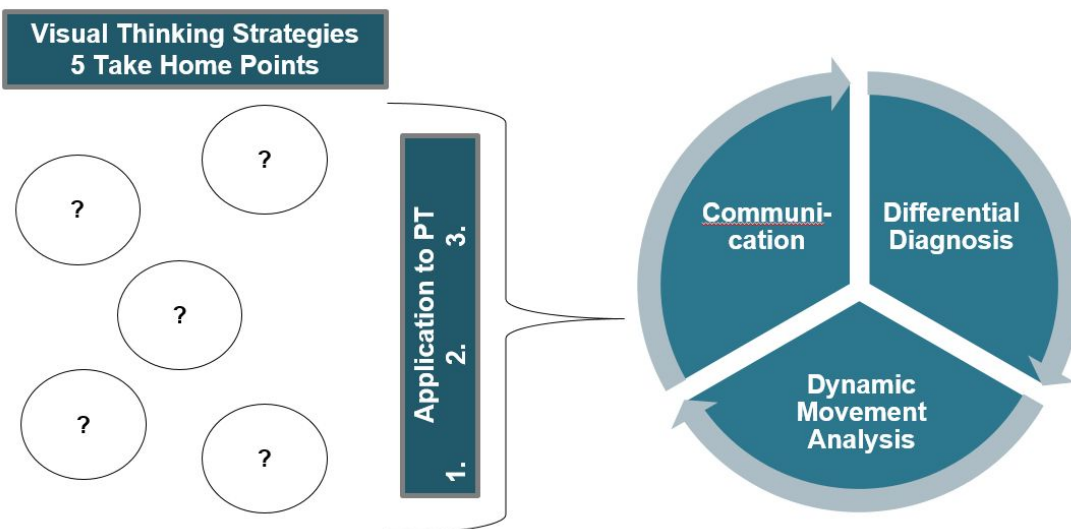 Visual Thinking Strategies
5 Take Home Points
?
?
?
?
?
Application to PT
1. 2. 3.
Communi-
cation
Differential
Diagnosis
Dynamic
Movement
Analysis